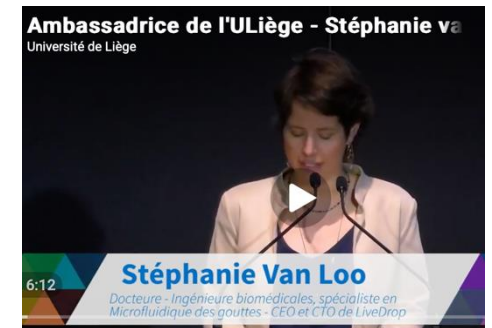 Ambassadrice de l'ULiège - Stéphanie va
Université de Liège
6:12
Stéphanie Van Loo
Docteure - Ingénieure biomédicales, spécialiste en
Microfluidique des gouttes - CEO et CTO de LiveDrop